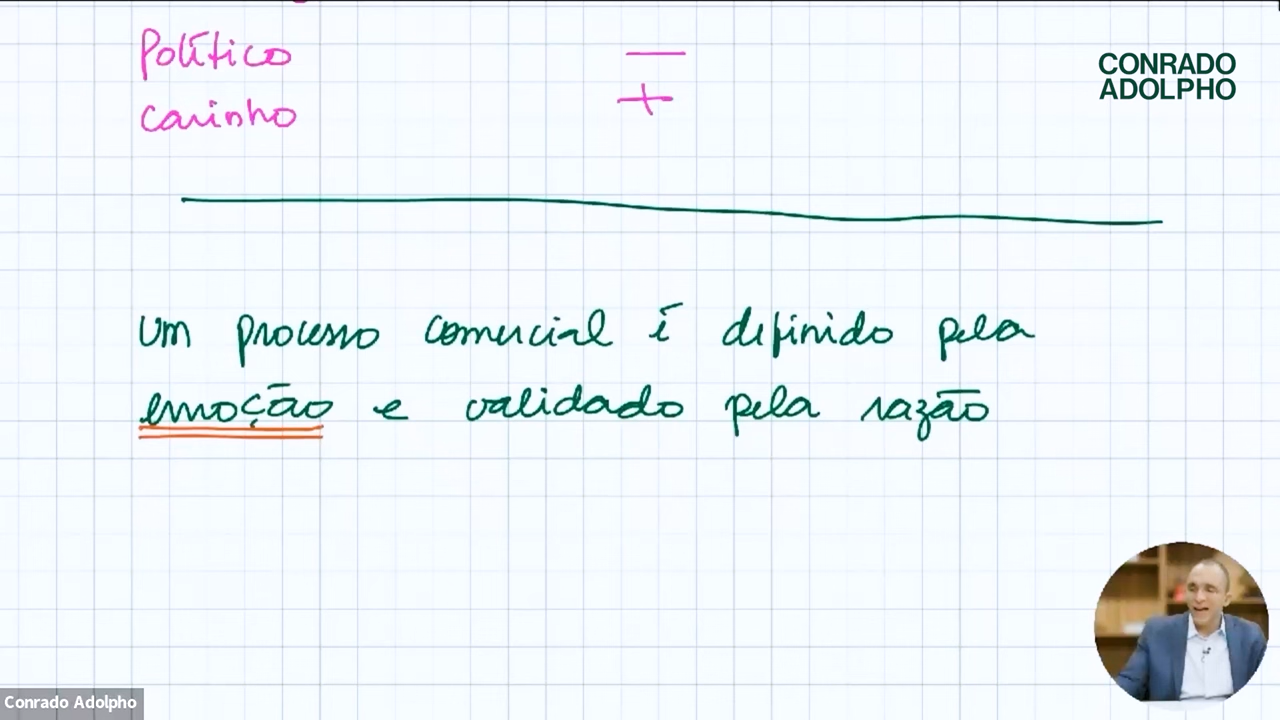 Político —
carinho +
CONRADO
ADOLPHO
um processo comercial é definido pela
emoção e validado pela razão
Conrado Adolpho